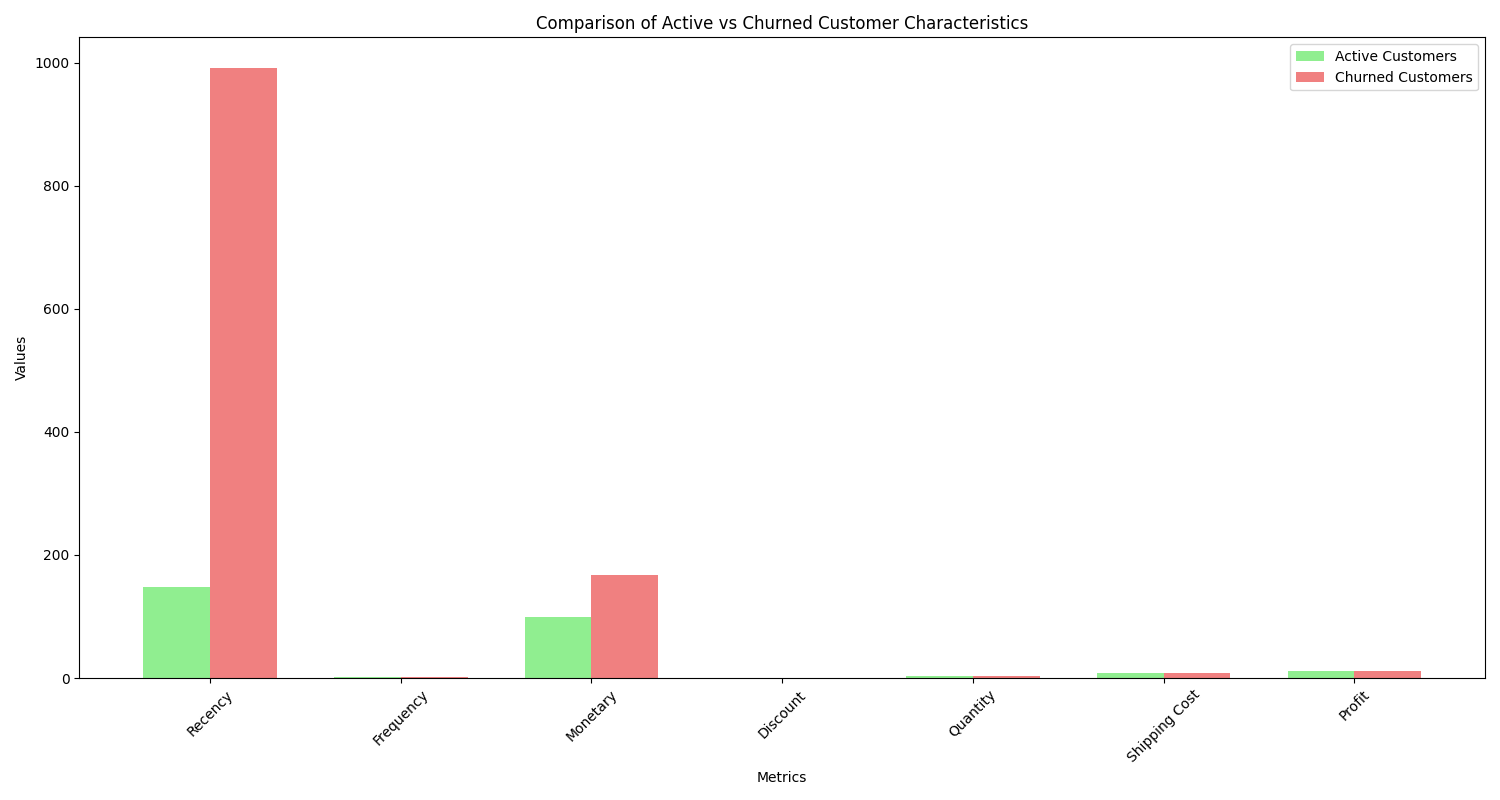 Comparison of Active vs Churned Customer Characteristics
Active Customers
Churned Customers
1000
800
600
400
200
0
Values
Recency
Frequency
Monetary
Discount
Quantity
Shipping Cost
Profit
Metrics